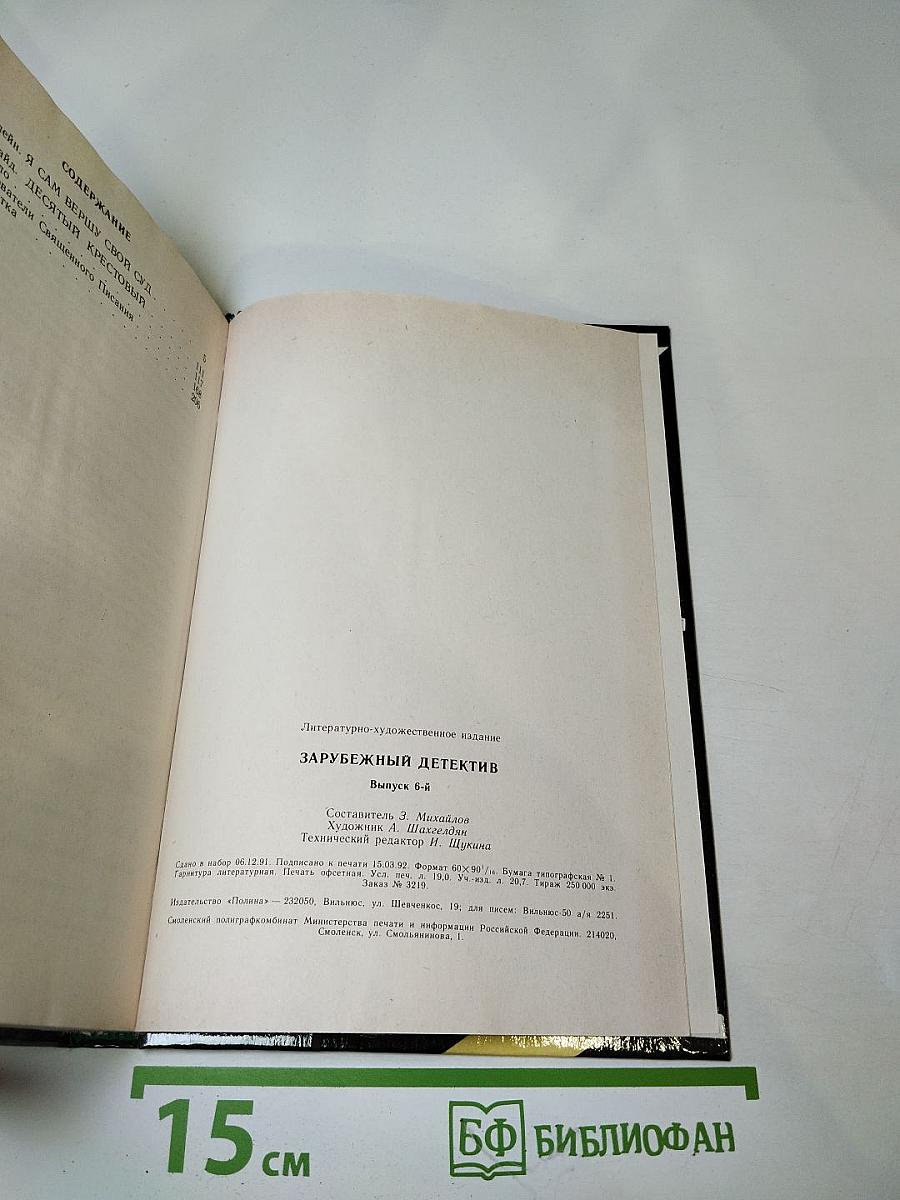 СОДЕРЖАНИЕ
Я САМ ВЕРШУ СВОЙ СУД
ДЕСЯТЫЙ КРЕСТОВЫЙ
Священного Писания
5
111
Литературно-художественное издание
ЗАРУБЕЖНЫЙ ДЕТЕКТИВ
Выпуск 6-й
Составитель З. Михайлов
Художник А. Шахгелдян
Технический редактор И. Щукина
Сдано в набор 06.12.91. Подписано к печати 15.03.92. Формат 60×90¹/₁₆. Бумага типографская № 1.
Гарнитура литературная. Печать офсетная. Усл. печ. л. 19,0. Уч.-изд. л. 20,7. Тираж 250 000 экз.
Заказ № 3219.
Издательство «Полина» — 232050, Вильнюс, ул. Шевченкос, 19; для писем: Вильнюс-50 а/я 2251.
Смоленский полиграфкомбинат Министерства печати и информации Российской Федерации. 214020,
Смоленск, ул. Смольянинова, 1.
15 см
БФ БИБЛИОФАН